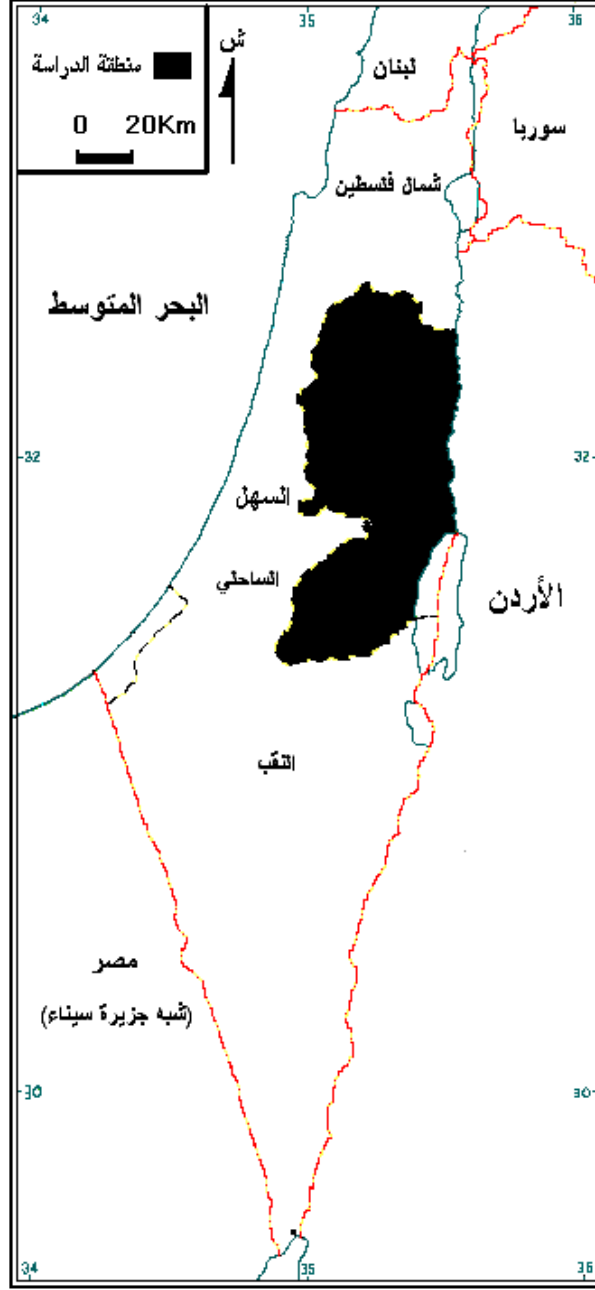 34
35
36
منطقة الدراسة
ش
0 20Km
لبنان
سوريا
شمال فلسطين
البحر المتوسط
32
32
السهل
الساحلي
الأردن
النقب
مصر
(شبه جزيرة سيناء)
30
30
34
35
36